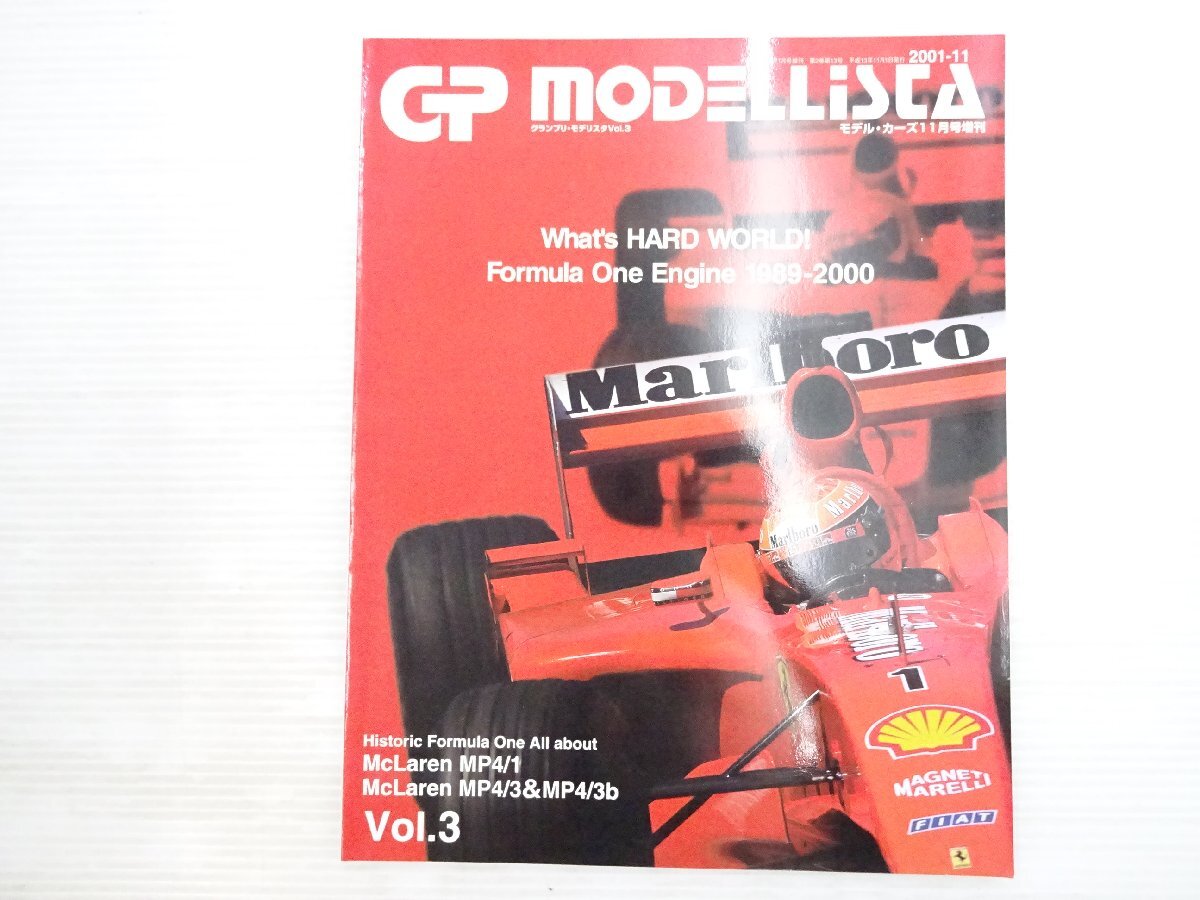 2001-11
GP MODELLiSTA
グランプリ・モデリスタVol.3
モデル・カーズ11月号増刊
What's HARD WORLD!
Formula One Engine 1989-2000
Marlboro
Marlboro
1
MAGNETI
MARELLI
FIAT
Historic Formula One All about
McLaren MP4/1
McLaren MP4/3&MP4/3b
Vol.3